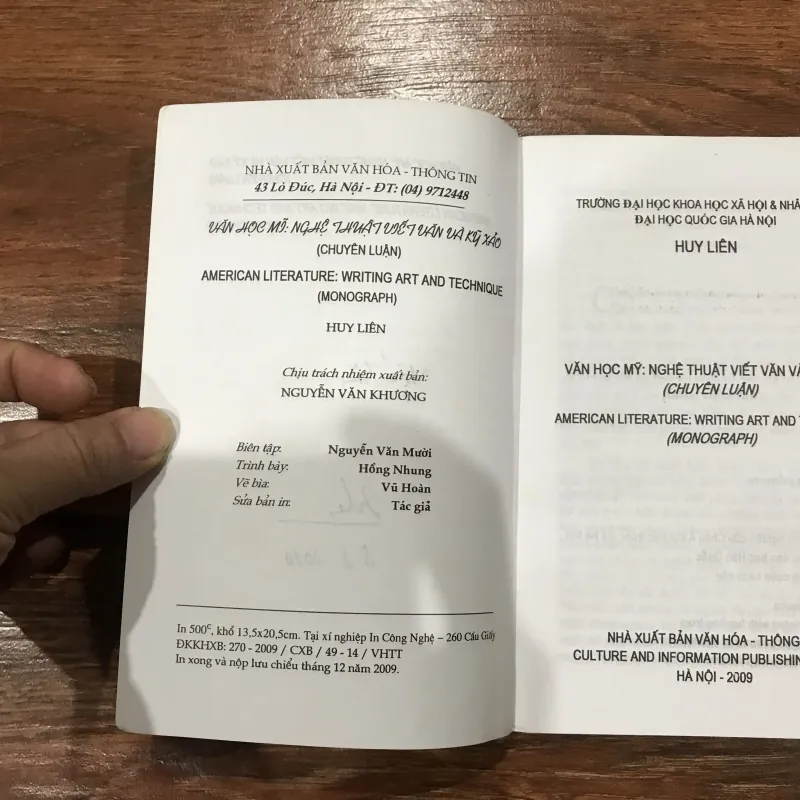 NHÀ XUẤT BẢN VĂN HÓA - THÔNG TIN
43 Lò Đúc, Hà Nội - ĐT: (04) 9712448
VĂN HỌC MĨ: NGHỆ THUẬT VIẾT VĂN VÀ KỸ XẢO
(CHUYÊN LUẬN)
AMERICAN LITERATURE: WRITING ART AND TECHNIQUE
(MONOGRAPH)
HUY LIÊN
Chịu trách nhiệm xuất bản:
NGUYỄN VĂN KHƯƠNG
Biên tập: Nguyễn Văn Mười
Trình bày: Hồng Nhung
Vẽ bìa: Vũ Hoàn
Sửa bản in: Tác giả
In 500c, khổ 13,5x20,5cm. Tại xí nghiệp In Công Nghệ – 260 Cầu Giấy
ĐKKHXB: 270 - 2009 / CXB / 49 - 14 / VHTT
In xong và nộp lưu chiểu tháng 12 năm 2009.
TRƯỜNG ĐẠI HỌC KHOA HỌC XÃ HỘI & NHÂ
ĐẠI HỌC QUỐC GIA HÀ NỘI
HUY LIÊN
VĂN HỌC MỸ: NGHỆ THUẬT VIẾT VĂN V
(CHUYÊN LUẬN)
AMERICAN LITERATURE: WRITING ART AND
(MONOGRAPH)
NHÀ XUẤT BẢN VĂN HÓA - THÔNG
CULTURE AND INFORMATION PUBLISHIN
HÀ NỘI - 2009